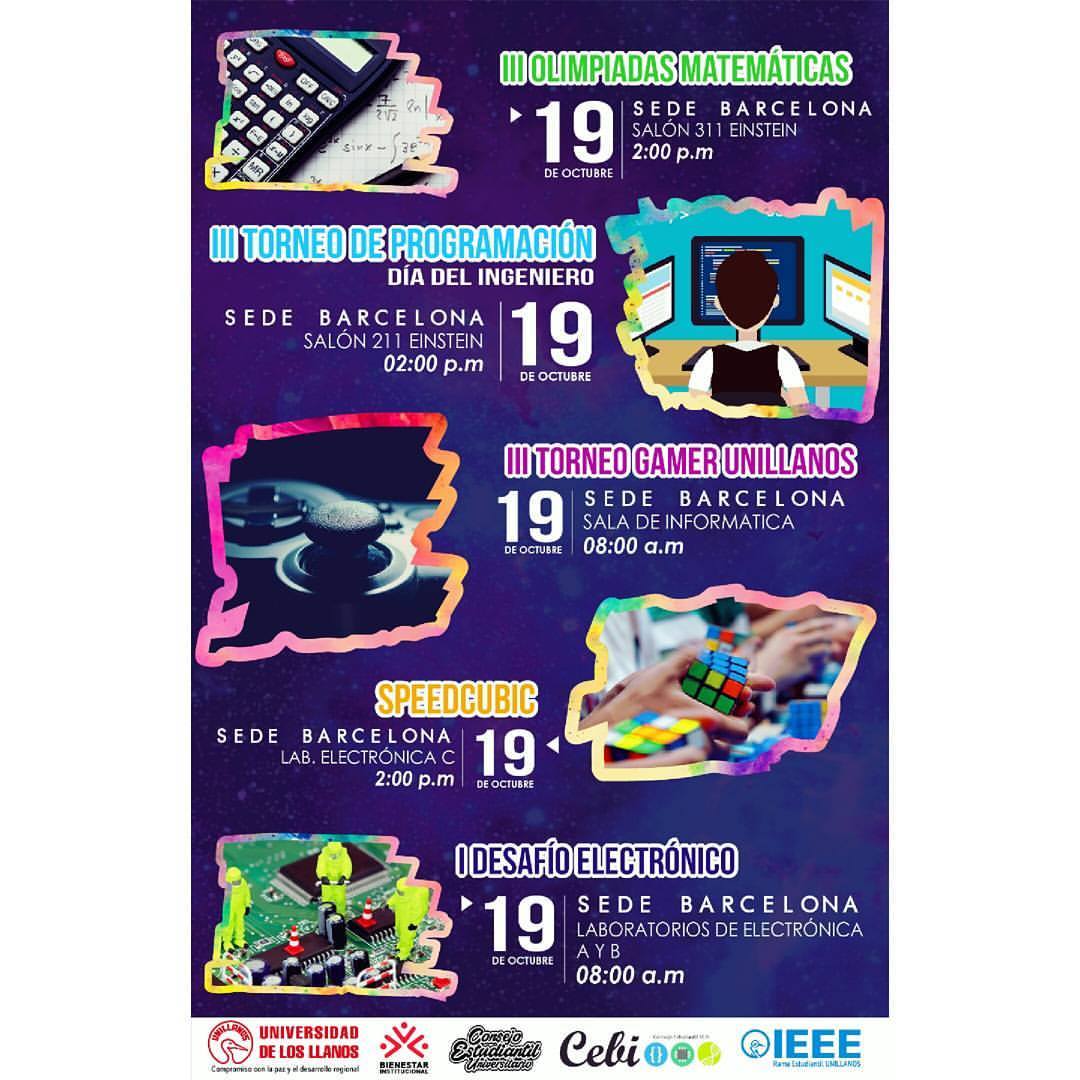 III OLIMPIADAS MATEMÁTICAS
19
DE OCTUBRE
SEDE BARCELONA
SALÓN 311 EINSTEIN
2:00 p.m
III TORNEO DE PROGRAMACIÓN
DÍA DEL INGENIERO
SEDE BARCELONA
SALÓN 211 EINSTEIN
02:00 p.m
19
DE OCTUBRE
III TORNEO GAMER UNILLANOS
19
DE OCTUBRE
SEDE BARCELONA
SALA DE INFORMATICA
08:00 a.m
SPEEDCUBIC
SEDE BARCELONA
LAB. ELECTRÓNICA C
2:00 p.m
19
DE OCTUBRE
I DESAFÍO ELECTRÓNICO
19
DE OCTUBRE
SEDE BARCELONA
LABORATORIOS DE ELECTRÓNICA
A Y B
08:00 a.m
UNILLANOS
UNIVERSIDAD
DE LOS LLANOS
Compromiso con la paz y el desarrollo regional
BIENESTAR
INSTITUCIONAL
Consejo
Estudiantil
Universitario
Cebi
IEEE
Rama Estudiantil UNILLANOS